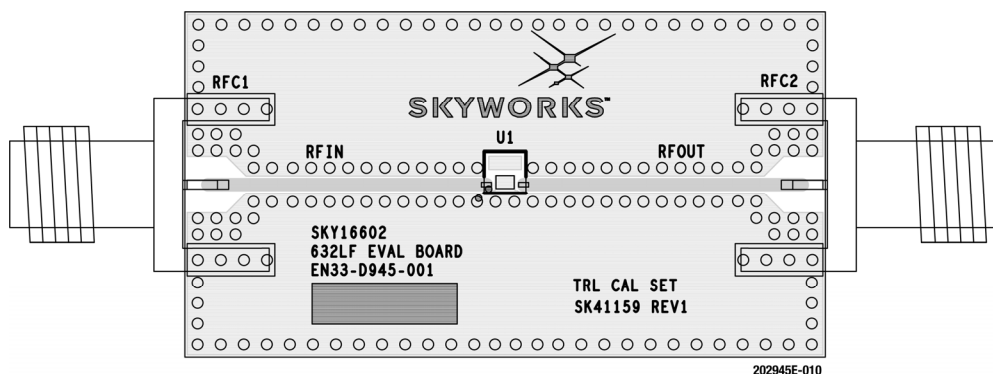 RFC1
RFC2
SKYWORKS™
U1
RFIN
RFOUT
SKY16602
632LF EVAL BOARD
EN33-D945-001
TRL CAL SET
SK41159 REV1
202945E-010